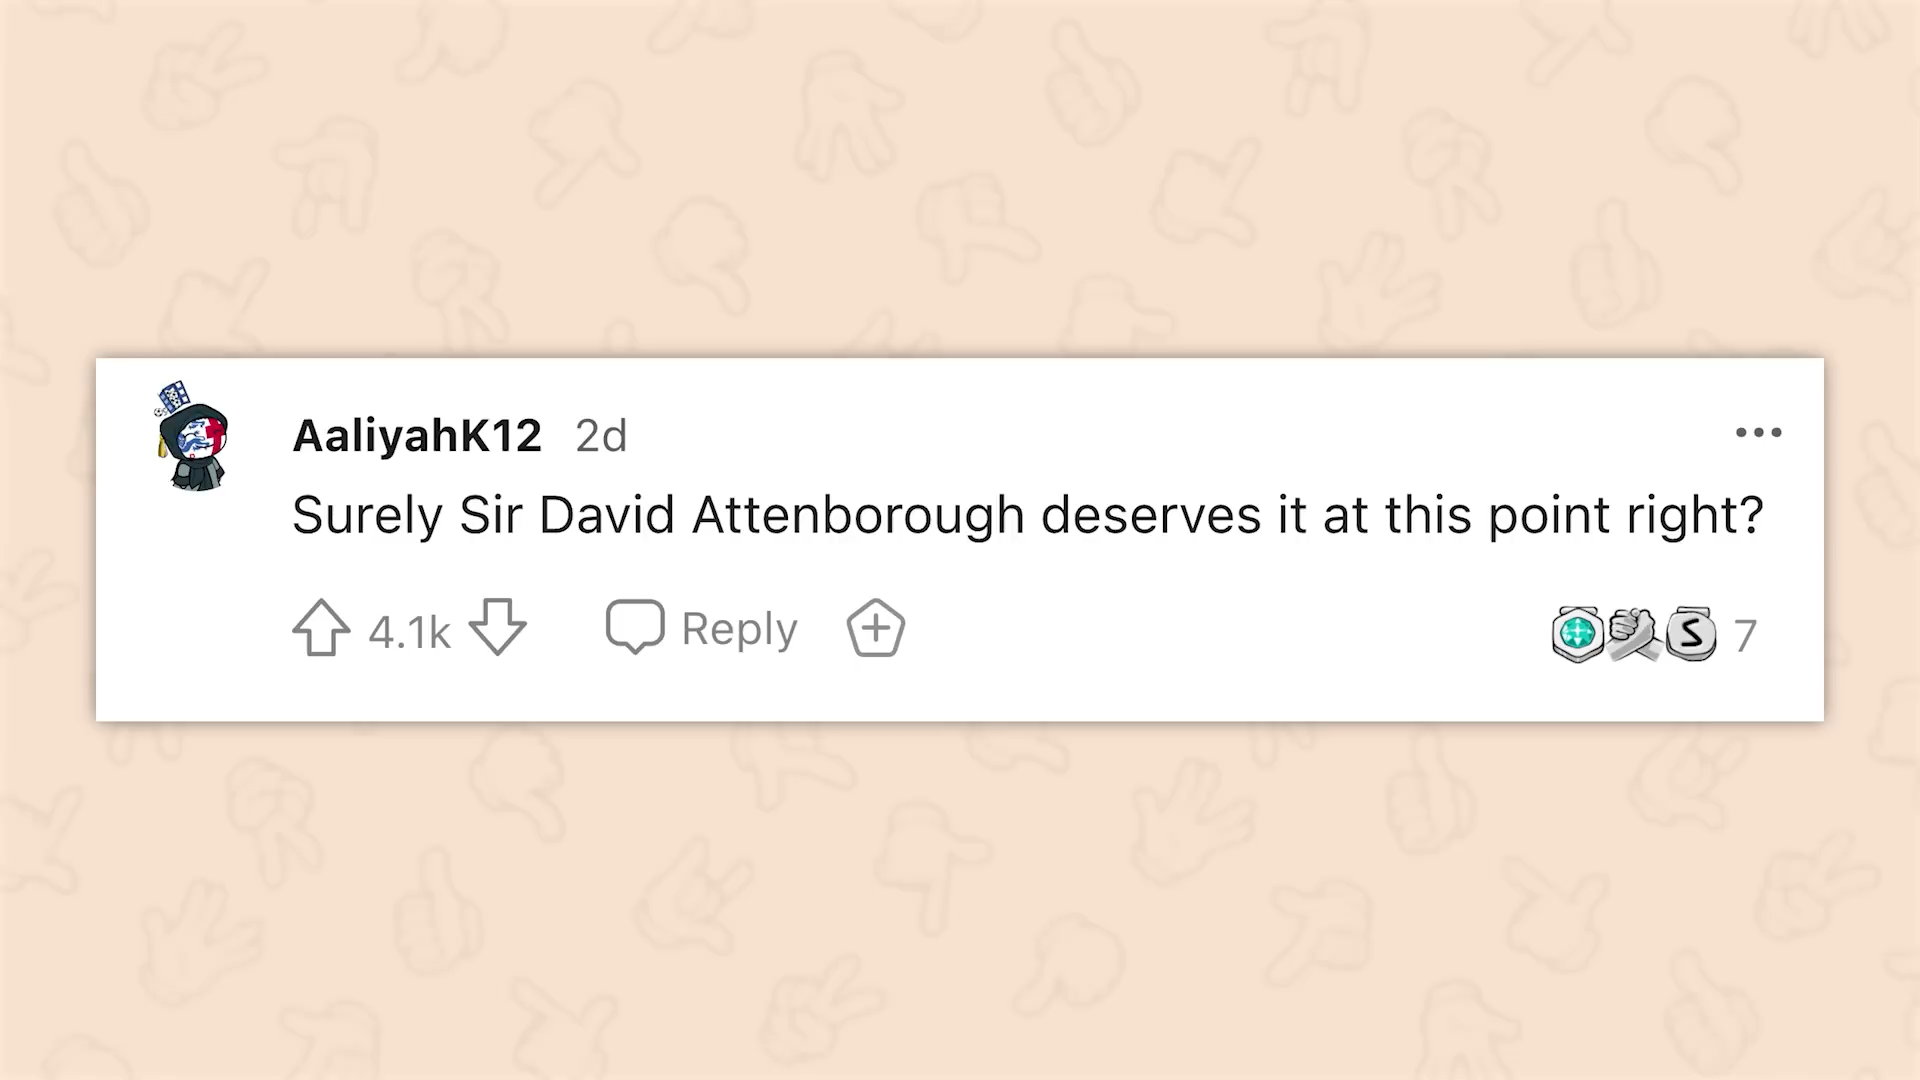 AaliyahK12 2d
Surely Sir David Attenborough deserves it at this point right?
4.1k Reply 7